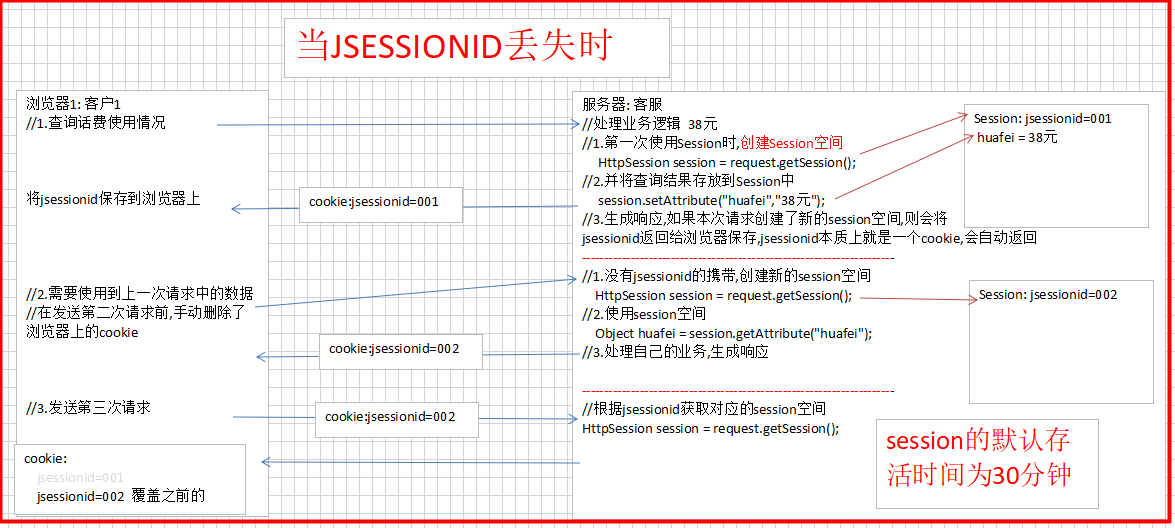 当JSESSIONID丢失时
浏览器1: 客户1
//1.查询话费使用情况
将jsessionid保存到浏览器上
//2.需要使用到上一次请求中的数据
//在发送第二次请求前,手动删除了
浏览器上的cookie
//3.发送第三次请求
cookie:
jsessionid=001
jsessionid=002 覆盖之前的
cookie:jsessionid=001
cookie:jsessionid=002
cookie:jsessionid=002
服务器: 客服
//处理业务逻辑 38元
//1.第一次使用Session时,创建Session空间
HttpSession session = request.getSession();
//2.并将查询结果存放到Session中
session.setAttribute("huafei","38元");
//3.生成响应,如果本次请求创建了新的session空间,则会将
jsessionid返回给浏览器保存,jsessionid本质上就是一个cookie,会自动返回
//1.没有jsessionid的携带,创建新的session空间
HttpSession session = request.getSession();
//2.使用session空间
Object huafei = session.getAttribute("huafei");
//3.处理自己的业务,生成响应
//根据jsessionid获取对应的session空间
HttpSession session = request.getSession();
Session: jsessionid=001
huafei = 38元
Session: jsessionid=002
session的默认存
活时间为30分钟